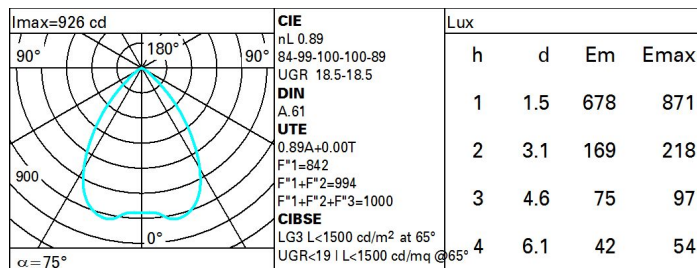 Imax=926 cd
90° 180° 90°
900
0°
α=75°
CIE
nL 0.89
84-99-100-100-89
UGR 18.5-18.5
DIN
A.61
UTE
0.89A+0.00T
F"1=842
F"1+F"2=994
F"1+F"2+F"3=1000
CIBSE
LG3 L<1500 cd/m² at 65°
UGR<19 | L<1500 cd/mq @65°
Lux
h d Em Emax
1 1.5 678 871
2 3.1 169 218
3 4.6 75 97
4 6.1 42 54